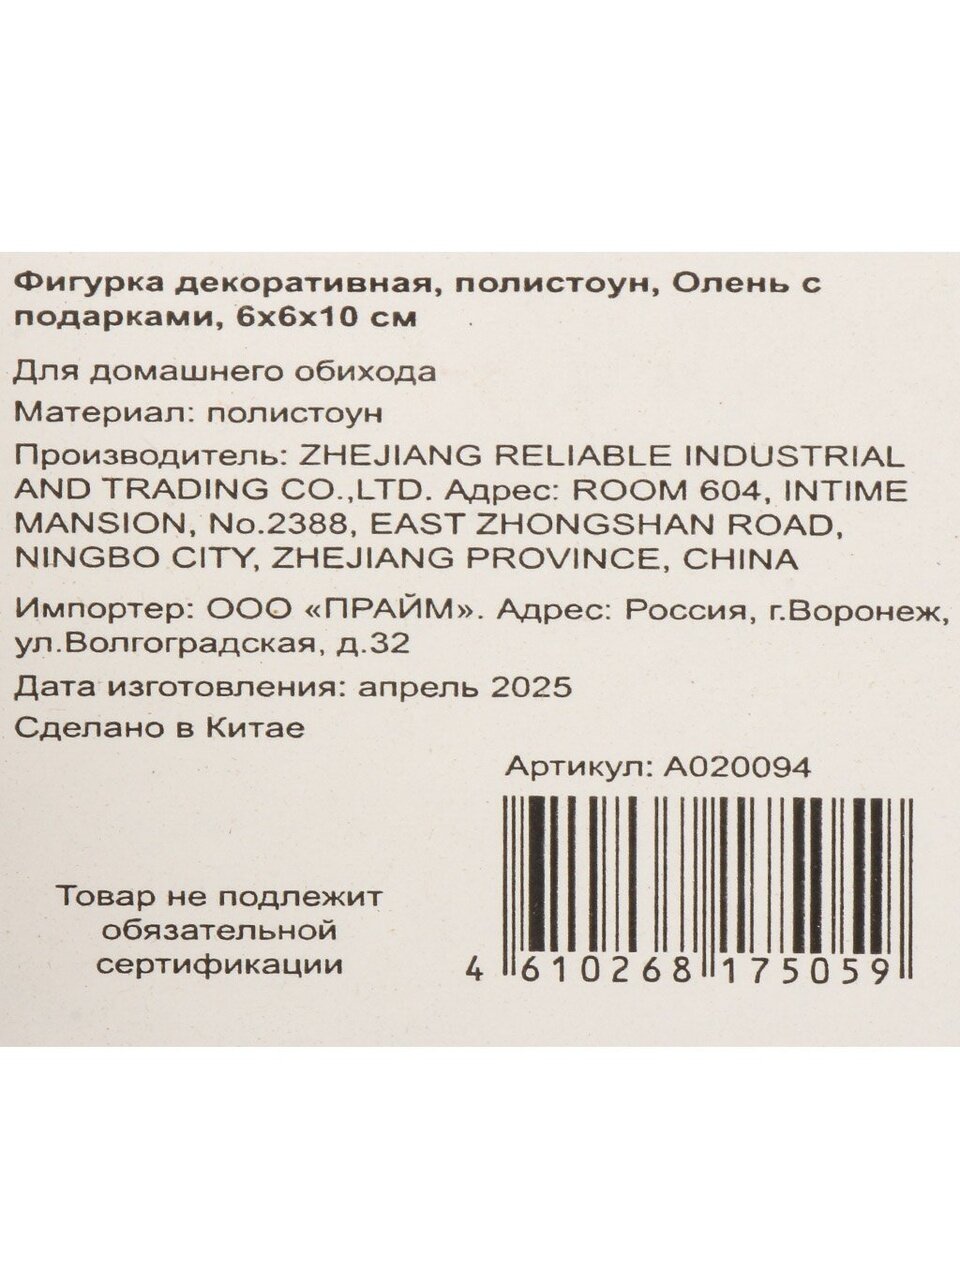 Фигурка декоративная, полистоун, Олень с
подарками, 6х6х10 см
Для домашнего обихода
Материал: полистоун
Производитель: ZHEJIANG RELIABLE INDUSTRIAL
AND TRADING CO.,LTD. Адрес: ROOM 604, INTIME
MANSION, No.2388, EAST ZHONGSHAN ROAD,
NINGBO CITY, ZHEJIANG PROVINCE, CHINA
Импортер: ООО «ПРАЙМ». Адрес: Россия, г.Воронеж,
ул.Волгоградская, д.32
Дата изготовления: апрель 2025
Сделано в Китае
Артикул: А020094
Товар не подлежит
обязательной
сертификации
4 610268 175059